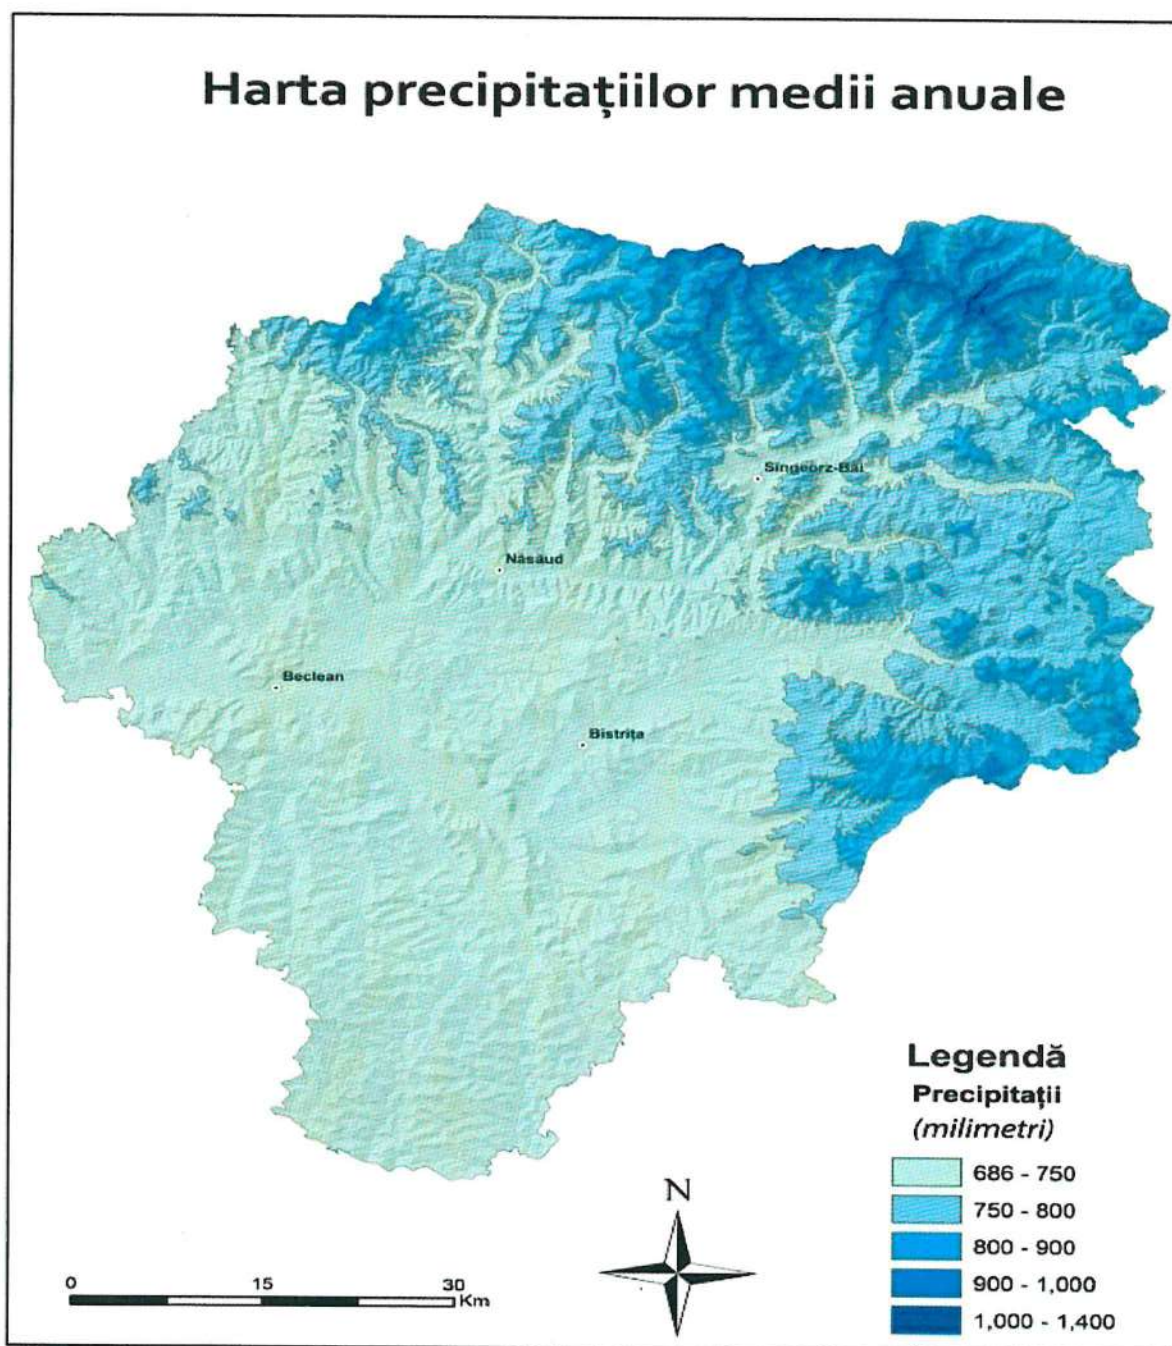 Harta precipitațiilor medii anuale
Sîngeorz-Băi
Năsăud
Beclean
Bistrița
Legendă
Precipitații
(milimetri)
686 - 750
750 - 800
800 - 900
900 - 1,000
1,000 - 1,400
N
0 15 30
Km